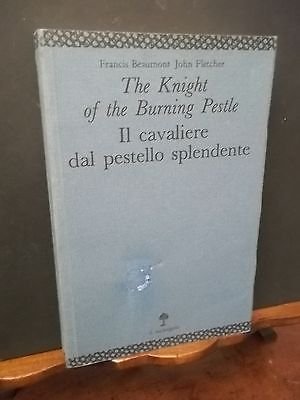 Francis Beaumont John Fletcher
The Knight
of the Burning Pestle
Il cavaliere
dal pestello splendente